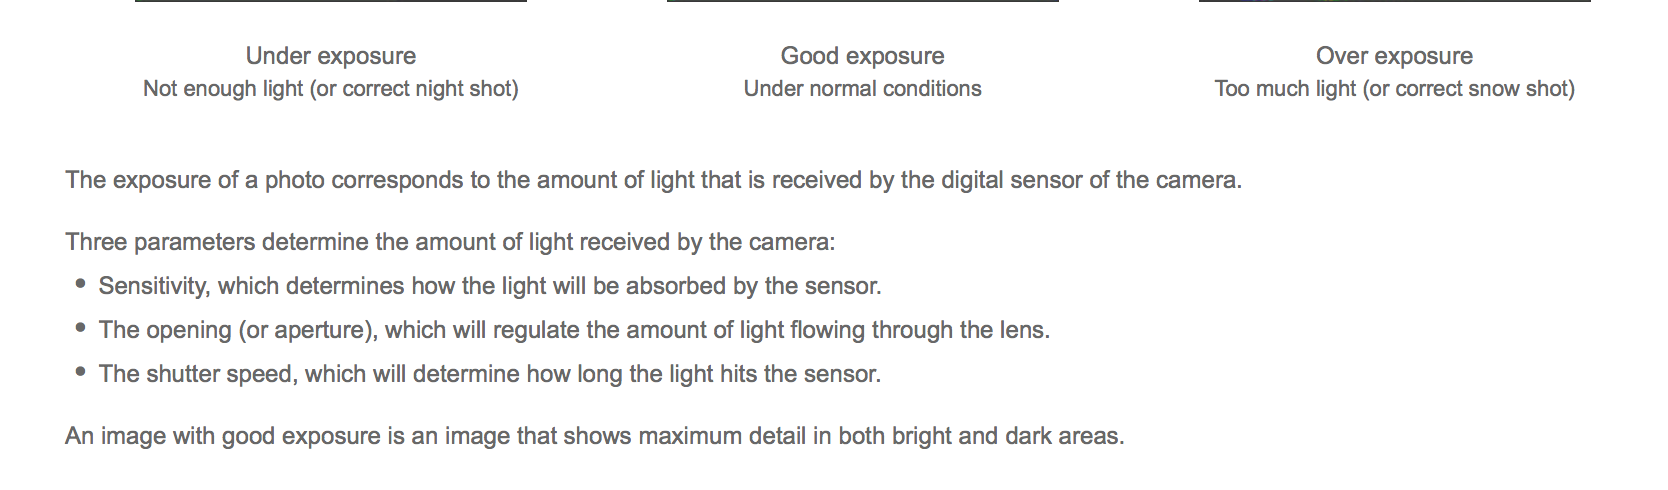 Under exposure
Not enough light (or correct night shot)
Good exposure
Under normal conditions
Over exposure
Too much light (or correct snow shot)
The exposure of a photo corresponds to the amount of light that is received by the digital sensor of the camera.
Three parameters determine the amount of light received by the camera:
• Sensitivity, which determines how the light will be absorbed by the sensor.
• The opening (or aperture), which will regulate the amount of light flowing through the lens.
• The shutter speed, which will determine how long the light hits the sensor.
An image with good exposure is an image that shows maximum detail in both bright and dark areas.